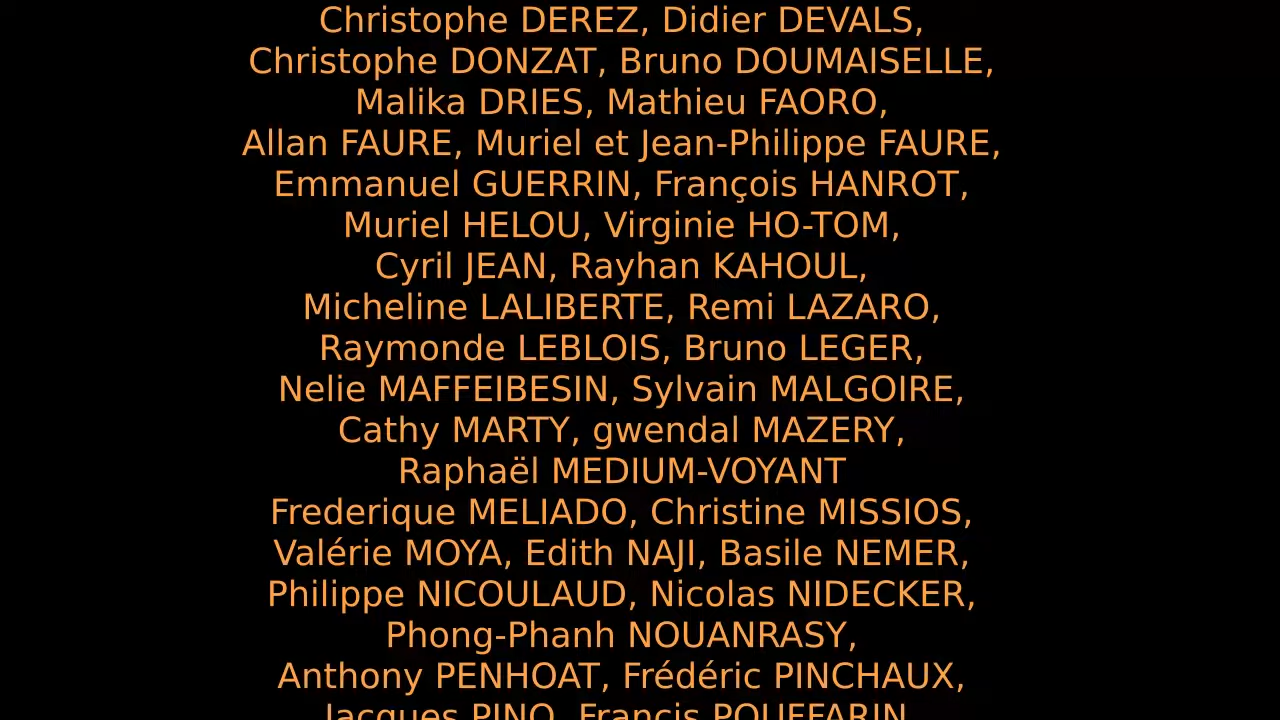 Christophe DEREZ, Didier DEVALS,
Christophe DONZAT, Bruno DOUMAISELLE,
Malika DRIES, Mathieu FAORO,
Allan FAURE, Muriel et Jean-Philippe FAURE,
Emmanuel GUERRIN, François HANROT,
Muriel HELOU, Virginie HO-TOM,
Cyril JEAN, Rayhan KAHOUL,
Micheline LALIBERTE, Remi LAZARO,
Raymonde LEBLOIS, Bruno LEGER,
Nelie MAFFEIBESIN, Sylvain MALGOIRE,
Cathy MARTY, gwendal MAZERY,
Raphaël MEDIUM-VOYANT
Frederique MELIADO, Christine MISSIOS,
Valérie MOYA, Edith NAJI, Basile NEMER,
Philippe NICOULAUD, Nicolas NIDECKER,
Phong-Phanh NOUANRASY,
Anthony PENHOAT, Frédéric PINCHAUX,
Jacques PINO, Francis